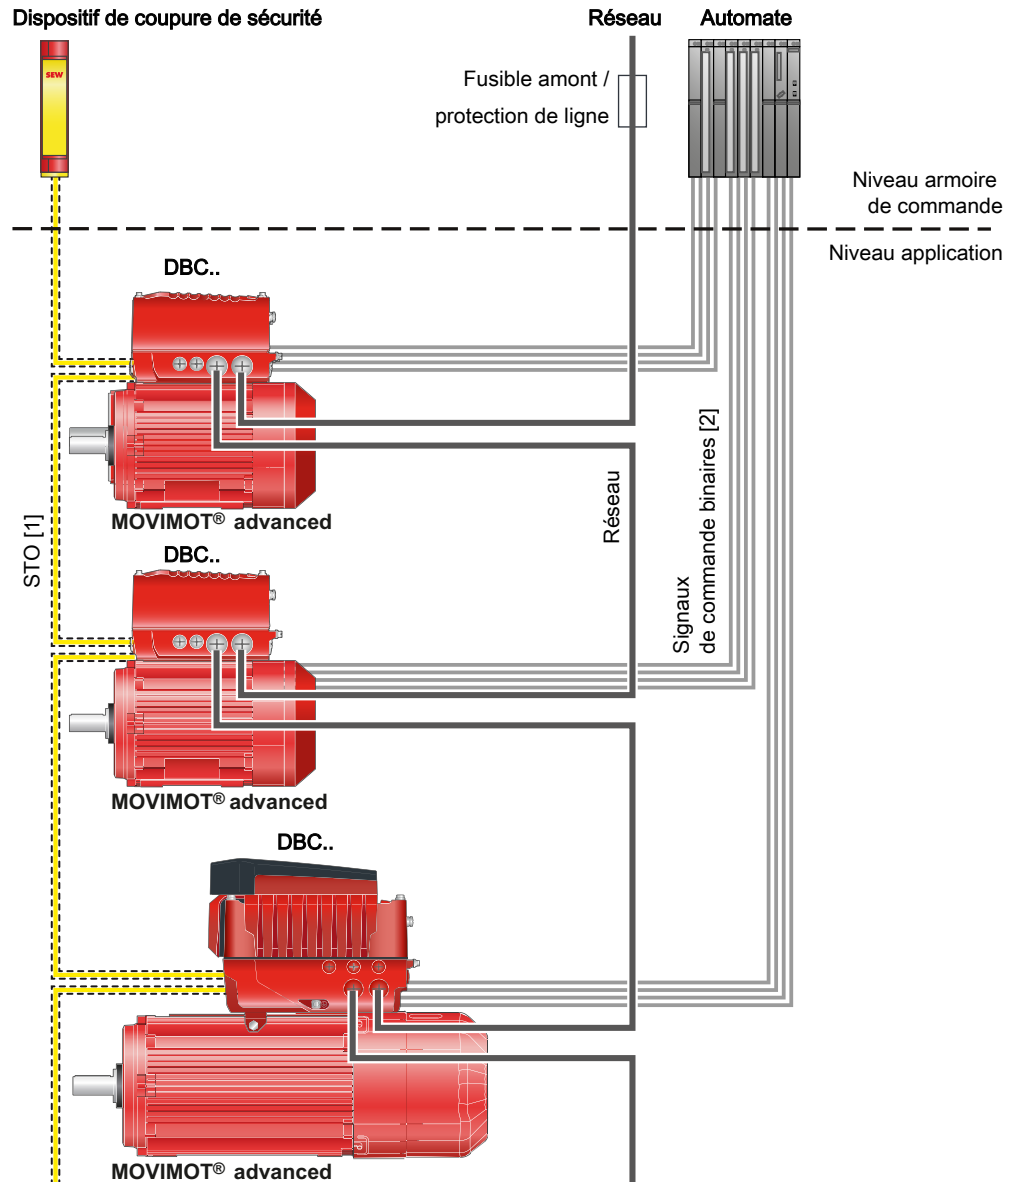 Dispositif de coupure de sécurité
Réseau
Automate
SEW
Fusible amont /
protection de ligne
Niveau armoire
de commande
Niveau application
DBC..
MOVIMOT® advanced
STO [1]
Réseau
Signaux
de commande binaires [2]
DBC..
MOVIMOT® advanced
DBC..
MOVIMOT® advanced